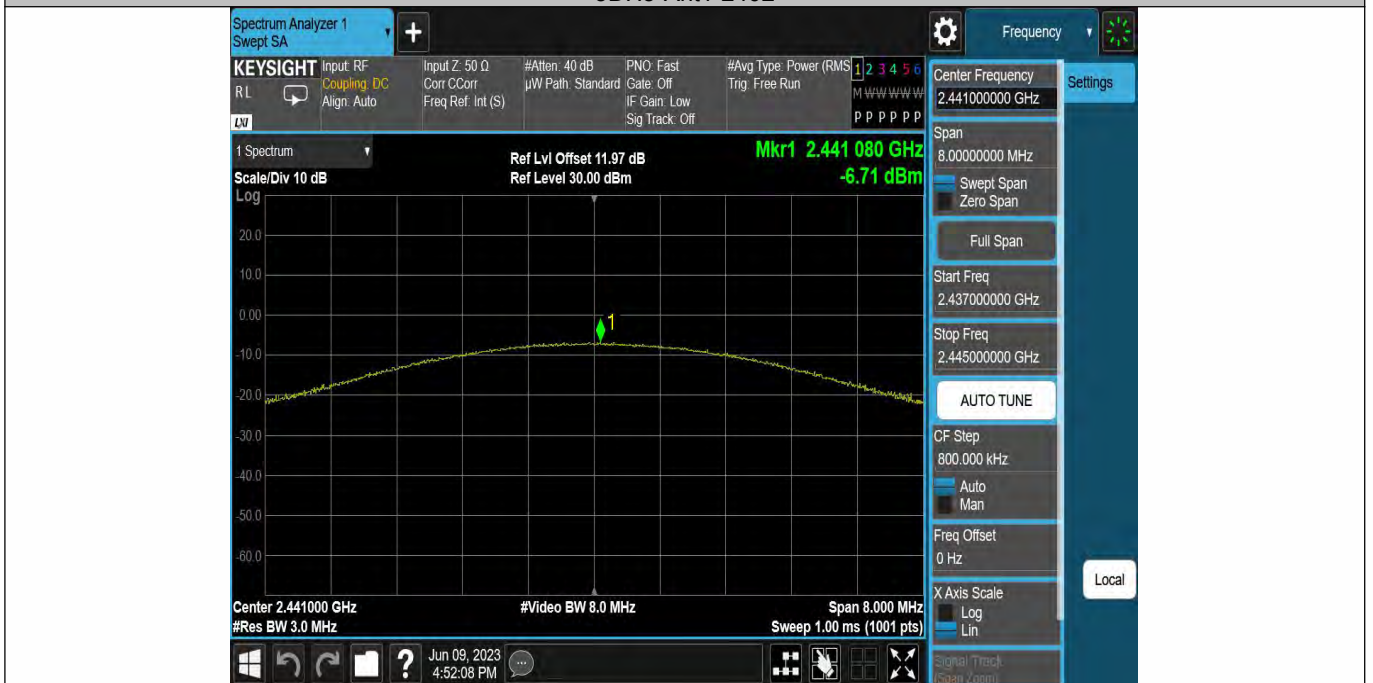 Spectrum Analyzer 1
Swept SA
+
Frequency
KEYSIGHT
RL
LXI
Input: RF
Coupling: DC
Align: Auto
Input Z: 50 Ω
Corr CCorr
Freq Ref: Int (S)
#Atten: 40 dB
µW Path: Standard
PNO: Fast
Gate: Off
IF Gain: Low
Sig Track: Off
#Avg Type: Power (RMS
Trig: Free Run
1 2 3 4 5 6
M W W W W W
P P P P P P
Center Frequency
2.441000000 GHz
Settings
Span
8.00000000 MHz
Swept Span
Zero Span
Full Span
Start Freq
2.437000000 GHz
Stop Freq
2.445000000 GHz
AUTO TUNE
CF Step
800.000 kHz
Auto
Man
Freq Offset
0 Hz
X Axis Scale
Log
Lin
Signal Track
(Span Zoom)
Local
1 Spectrum
Scale/Div 10 dB
Ref Lvl Offset 11.97 dB
Ref Level 30.00 dBm
Mkr1 2.441 080 GHz
-6.71 dBm
Log
20.0
10.0
0.00
-10.0
-20.0
-30.0
-40.0
-50.0
-60.0
1
Center 2.441000 GHz
#Res BW 3.0 MHz
#Video BW 8.0 MHz
Span 8.000 MHz
Sweep 1.00 ms (1001 pts)
?
Jun 09, 2023
4:52:08 PM